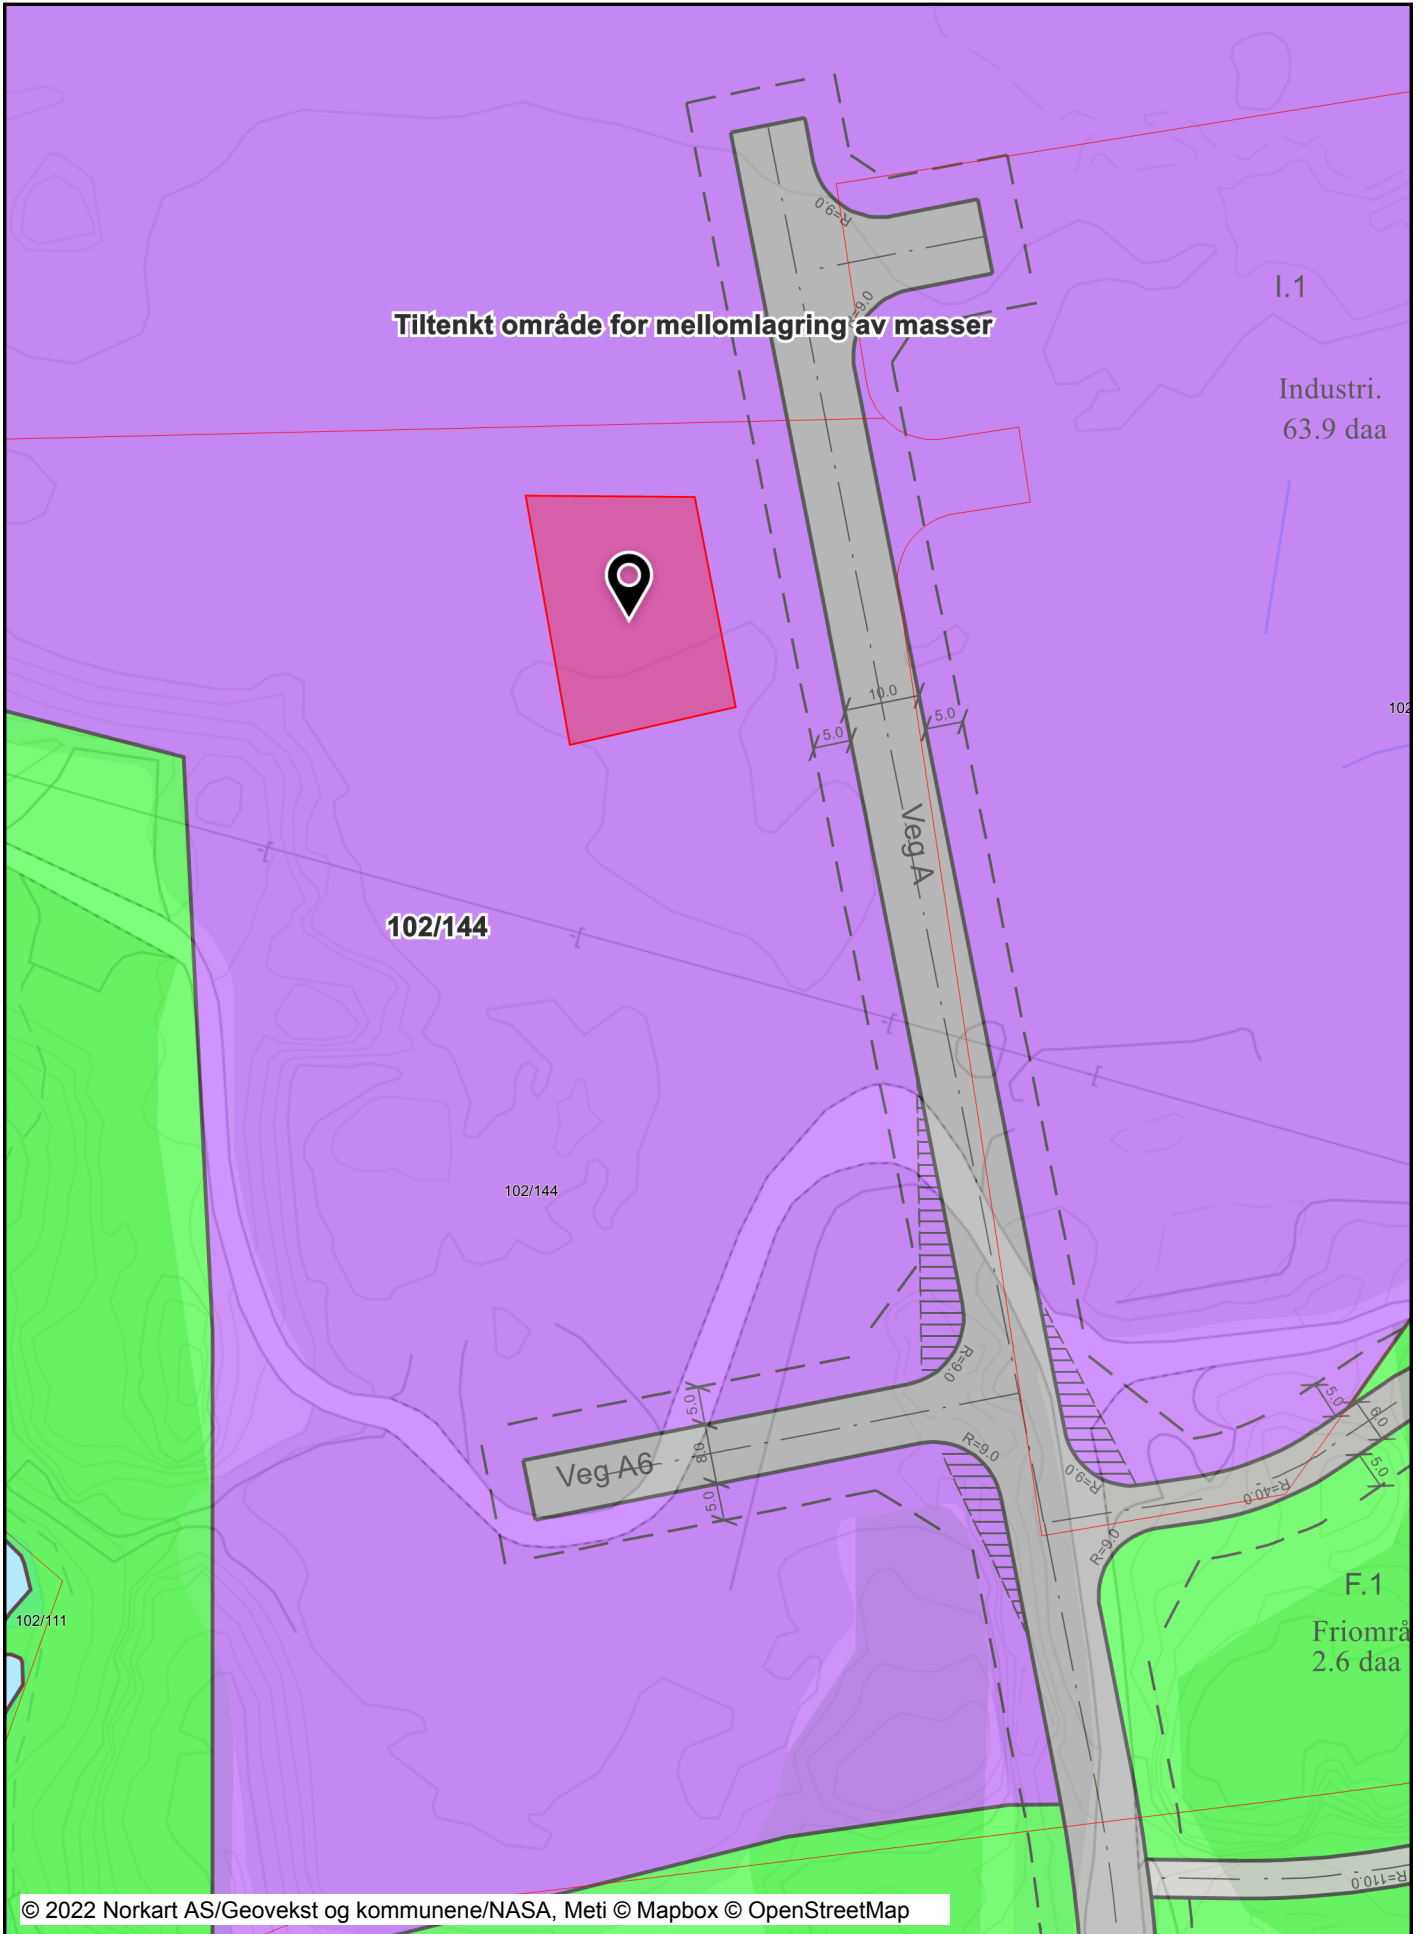 R=9.0
I.1
R=9.0
Tiltenkt område for mellomlagring av masser
Industri.
63.9 daa
10.0
102
5.0
5.0
Veg A
102/144
102/144
R=9.0
5.0
5.0
6.0
R=9.0
8.0
Veg A6
R=9.0
5.0
R=40.0
5.0
R=9.0
F.1
102/111
Friområ
2.6 daa
R=110.0
© 2022 Norkart AS/Geovekst og kommunene/NASA, Meti © Mapbox © OpenStreetMap